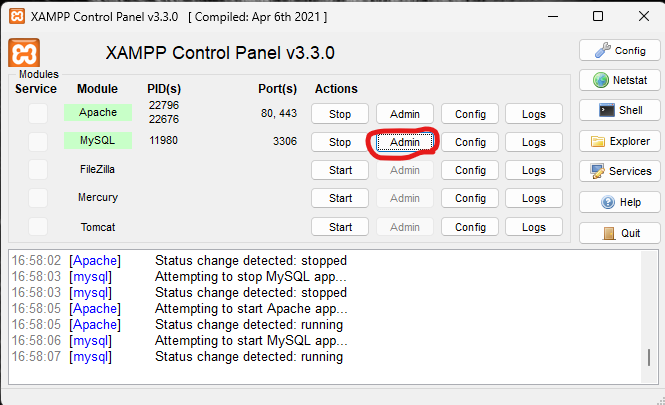 XAMPP Control Panel v3.3.0 [ Compiled: Apr 6th 2021 ]
XAMPP Control Panel v3.3.0
Modules
Service Module PID(s) Port(s) Actions
Apache 22796 22676 80, 443 Stop Admin Config Logs
MySQL 11980 3306 Stop Admin Config Logs
FileZilla Start Admin Config Logs
Mercury Start Admin Config Logs
Tomcat Start Admin Config Logs
Config
Netstat
Shell
Explorer
Services
Help
Quit
16:58:02 [Apache] Status change detected: stopped
16:58:03 [mysql] Attempting to stop MySQL app...
16:58:03 [mysql] Status change detected: stopped
16:58:05 [Apache] Attempting to start Apache app...
16:58:05 [Apache] Status change detected: running
16:58:06 [mysql] Attempting to start MySQL app...
16:58:07 [mysql] Status change detected: running